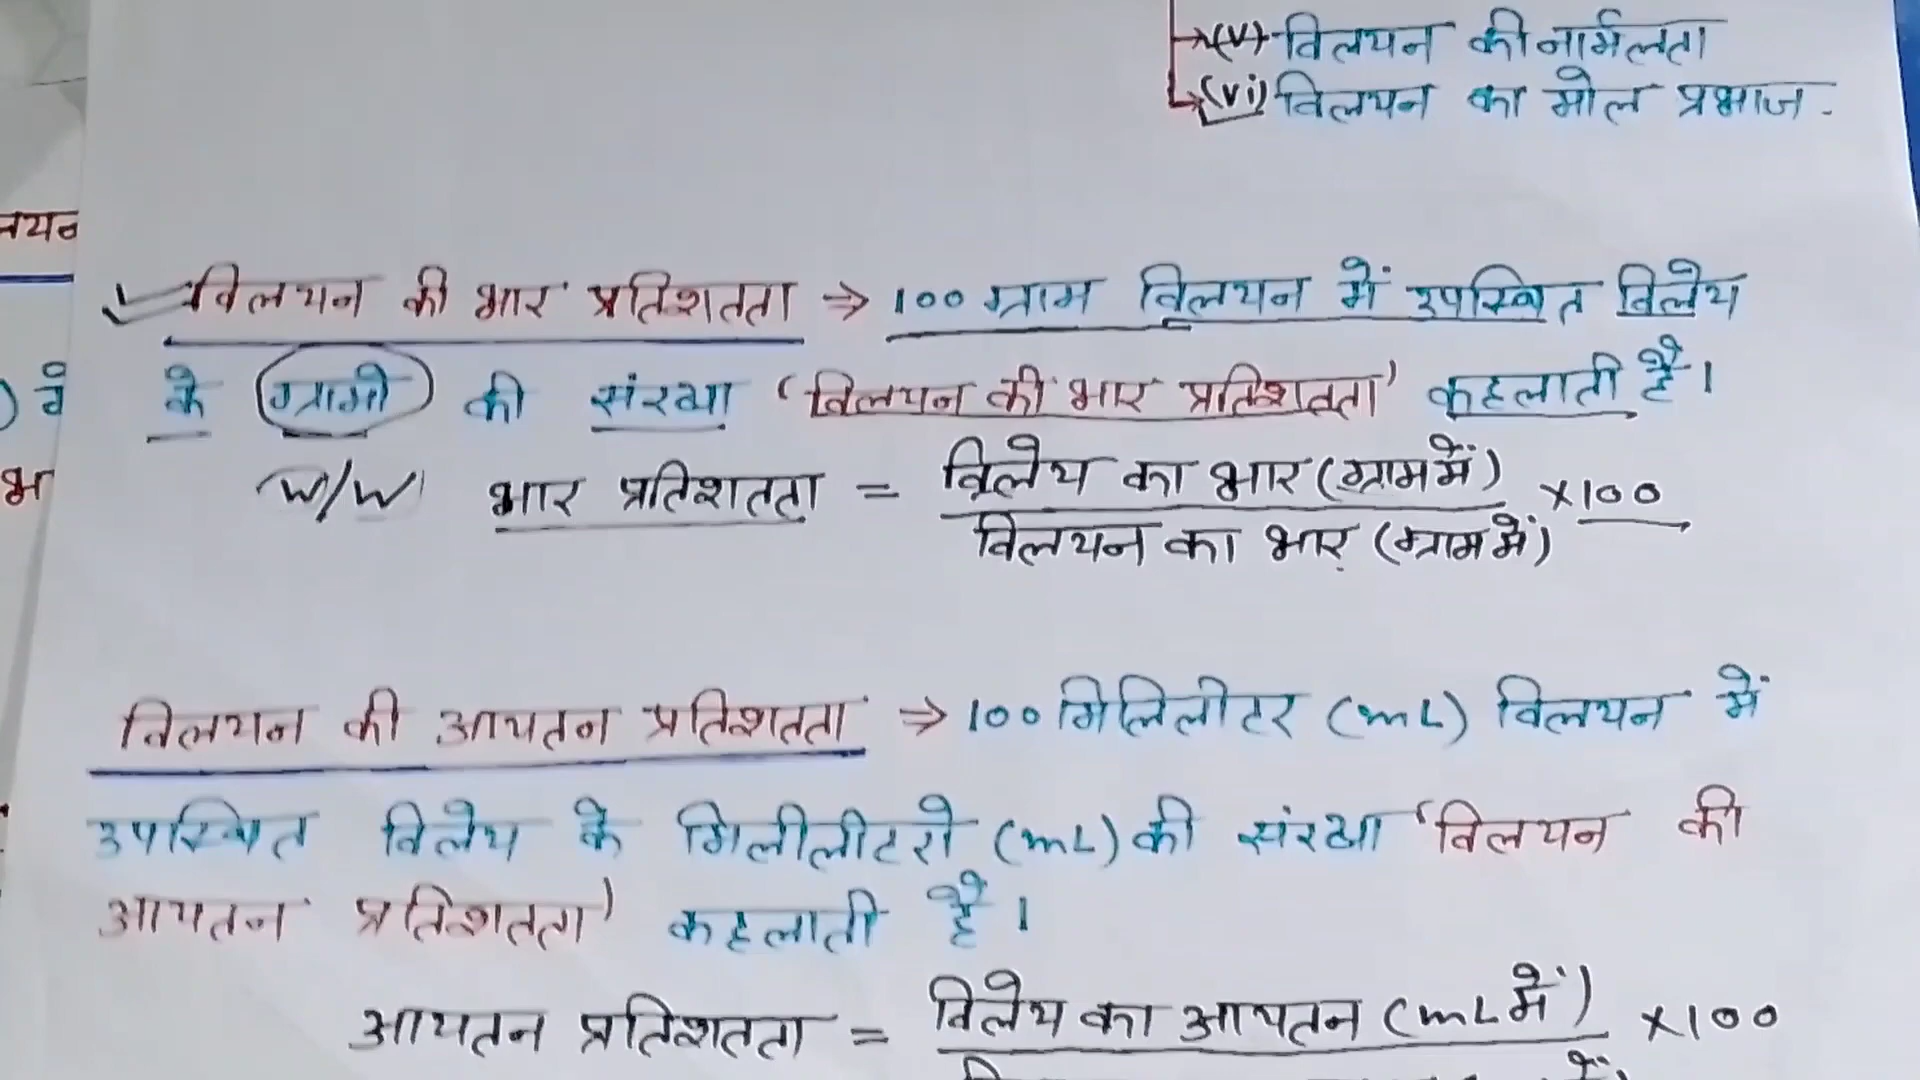 (v) विलयन की नार्मलता
(vi) विलयन का मोल प्रभाज.
विलयन की भार प्रतिशतता ⇒ 100 ग्राम विलयन में उपस्थित विलेय
के ग्रामो की संख्या 'विलयन की भार प्रतिशतता' कहलाती है।
W/W भार प्रतिशतता = विलेय का भार (ग्राम में) ×100
विलयन का भार (ग्राम में)
विलयन की आयतन प्रतिशतता ⇒ 100 मिलिलीटर (mL) विलयन में
उपस्थित विलेय के मिलीलीटरो (mL) की संख्या 'विलयन की
आयतन प्रतिशतता' कहलाती है।
आयतन प्रतिशतता = विलेय का आयतन (mL में) ×100